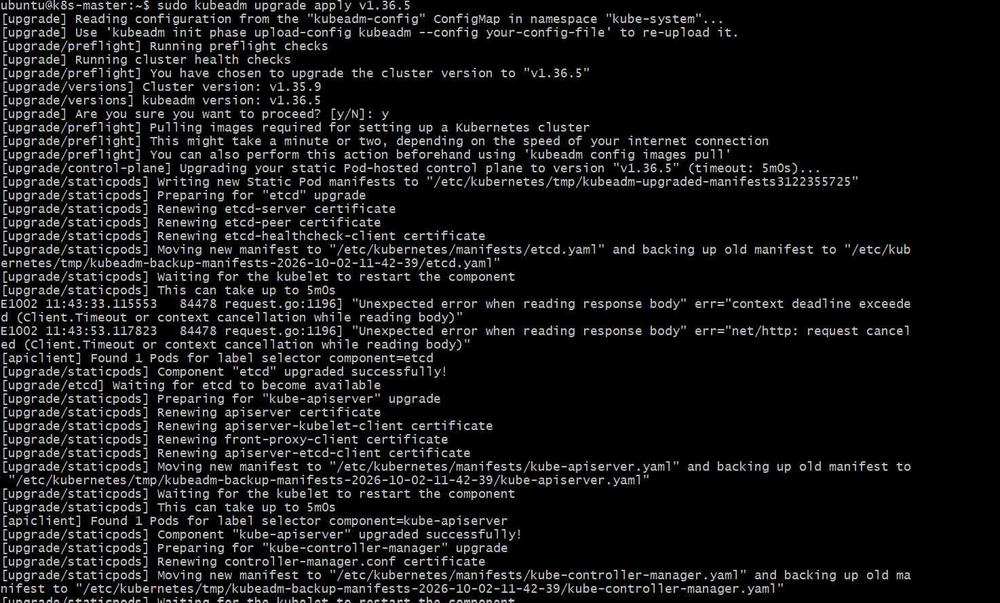 ubuntu@k8s-master:~$ sudo kubeadm upgrade apply v1.36.5
[upgrade] Reading configuration from the "kubeadm-config" ConfigMap in namespace "kube-system"...
[upgrade] Use 'kubeadm init phase upload-config kubeadm --config your-config-file' to re-upload it.
[upgrade/preflight] Running preflight checks
[upgrade] Running cluster health checks
[upgrade/preflight] You have chosen to upgrade the cluster version to "v1.36.5"
[upgrade/versions] Cluster version: v1.35.9
[upgrade/versions] kubeadm version: v1.36.5
[upgrade] Are you sure you want to proceed? [y/N]: y
[upgrade/preflight] Pulling images required for setting up a Kubernetes cluster
[upgrade/preflight] This might take a minute or two, depending on the speed of your internet connection
[upgrade/preflight] You can also perform this action beforehand using 'kubeadm config images pull'
[upgrade/control-plane] Upgrading your static Pod-hosted control plane to version "v1.36.5" (timeout: 5m0s)...
[upgrade/staticpods] Writing new Static Pod manifests to "/etc/kubernetes/tmp/kubeadm-upgraded-manifests3122355725"
[upgrade/staticpods] Preparing for "etcd" upgrade
[upgrade/staticpods] Renewing etcd-server certificate
[upgrade/staticpods] Renewing etcd-peer certificate
[upgrade/staticpods] Renewing etcd-healthcheck-client certificate
[upgrade/staticpods] Moving new manifest to "/etc/kubernetes/manifests/etcd.yaml" and backing up old manifest to "/etc/kub
ernetes/tmp/kubeadm-backup-manifests-2026-10-02-11-42-39/etcd.yaml"
[upgrade/staticpods] Waiting for the kubelet to restart the component
[upgrade/staticpods] This can take up to 5m0s
E1002 11:43:33.115553   84478 request.go:1196] "Unexpected error when reading response body" err="context deadline exceede
d (Client.Timeout or context cancellation while reading body)"
E1002 11:43:53.117823   84478 request.go:1196] "Unexpected error when reading response body" err="net/http: request cancel
ed (Client.Timeout or context cancellation while reading body)"
[apiclient] Found 1 Pods for label selector component=etcd
[upgrade/staticpods] Component "etcd" upgraded successfully!
[upgrade/etcd] Waiting for etcd to become available
[upgrade/staticpods] Preparing for "kube-apiserver" upgrade
[upgrade/staticpods] Renewing apiserver certificate
[upgrade/staticpods] Renewing apiserver-kubelet-client certificate
[upgrade/staticpods] Renewing front-proxy-client certificate
[upgrade/staticpods] Renewing apiserver-etcd-client certificate
[upgrade/staticpods] Moving new manifest to "/etc/kubernetes/manifests/kube-apiserver.yaml" and backing up old manifest to
 "/etc/kubernetes/tmp/kubeadm-backup-manifests-2026-10-02-11-42-39/kube-apiserver.yaml"
[upgrade/staticpods] Waiting for the kubelet to restart the component
[upgrade/staticpods] This can take up to 5m0s
[apiclient] Found 1 Pods for label selector component=kube-apiserver
[upgrade/staticpods] Component "kube-apiserver" upgraded successfully!
[upgrade/staticpods] Preparing for "kube-controller-manager" upgrade
[upgrade/staticpods] Renewing controller-manager.conf certificate
[upgrade/staticpods] Moving new manifest to "/etc/kubernetes/manifests/kube-controller-manager.yaml" and backing up old ma
nifest to "/etc/kubernetes/tmp/kubeadm-backup-manifests-2026-10-02-11-42-39/kube-controller-manager.yaml"
[upgrade/staticpods] Waiting for the kubelet to restart the component